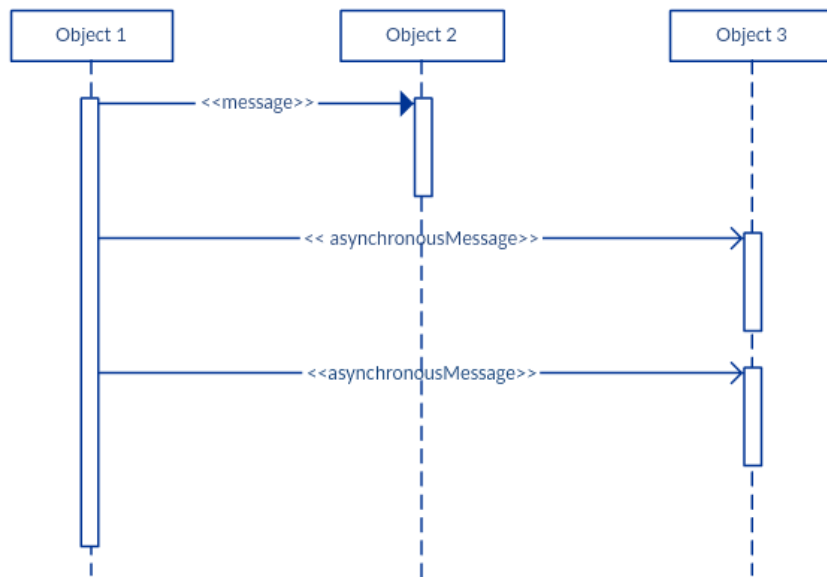 Object 1
Object 2
Object 3
<<message>>
<< asynchronousMessage>>
<<asynchronousMessage>>